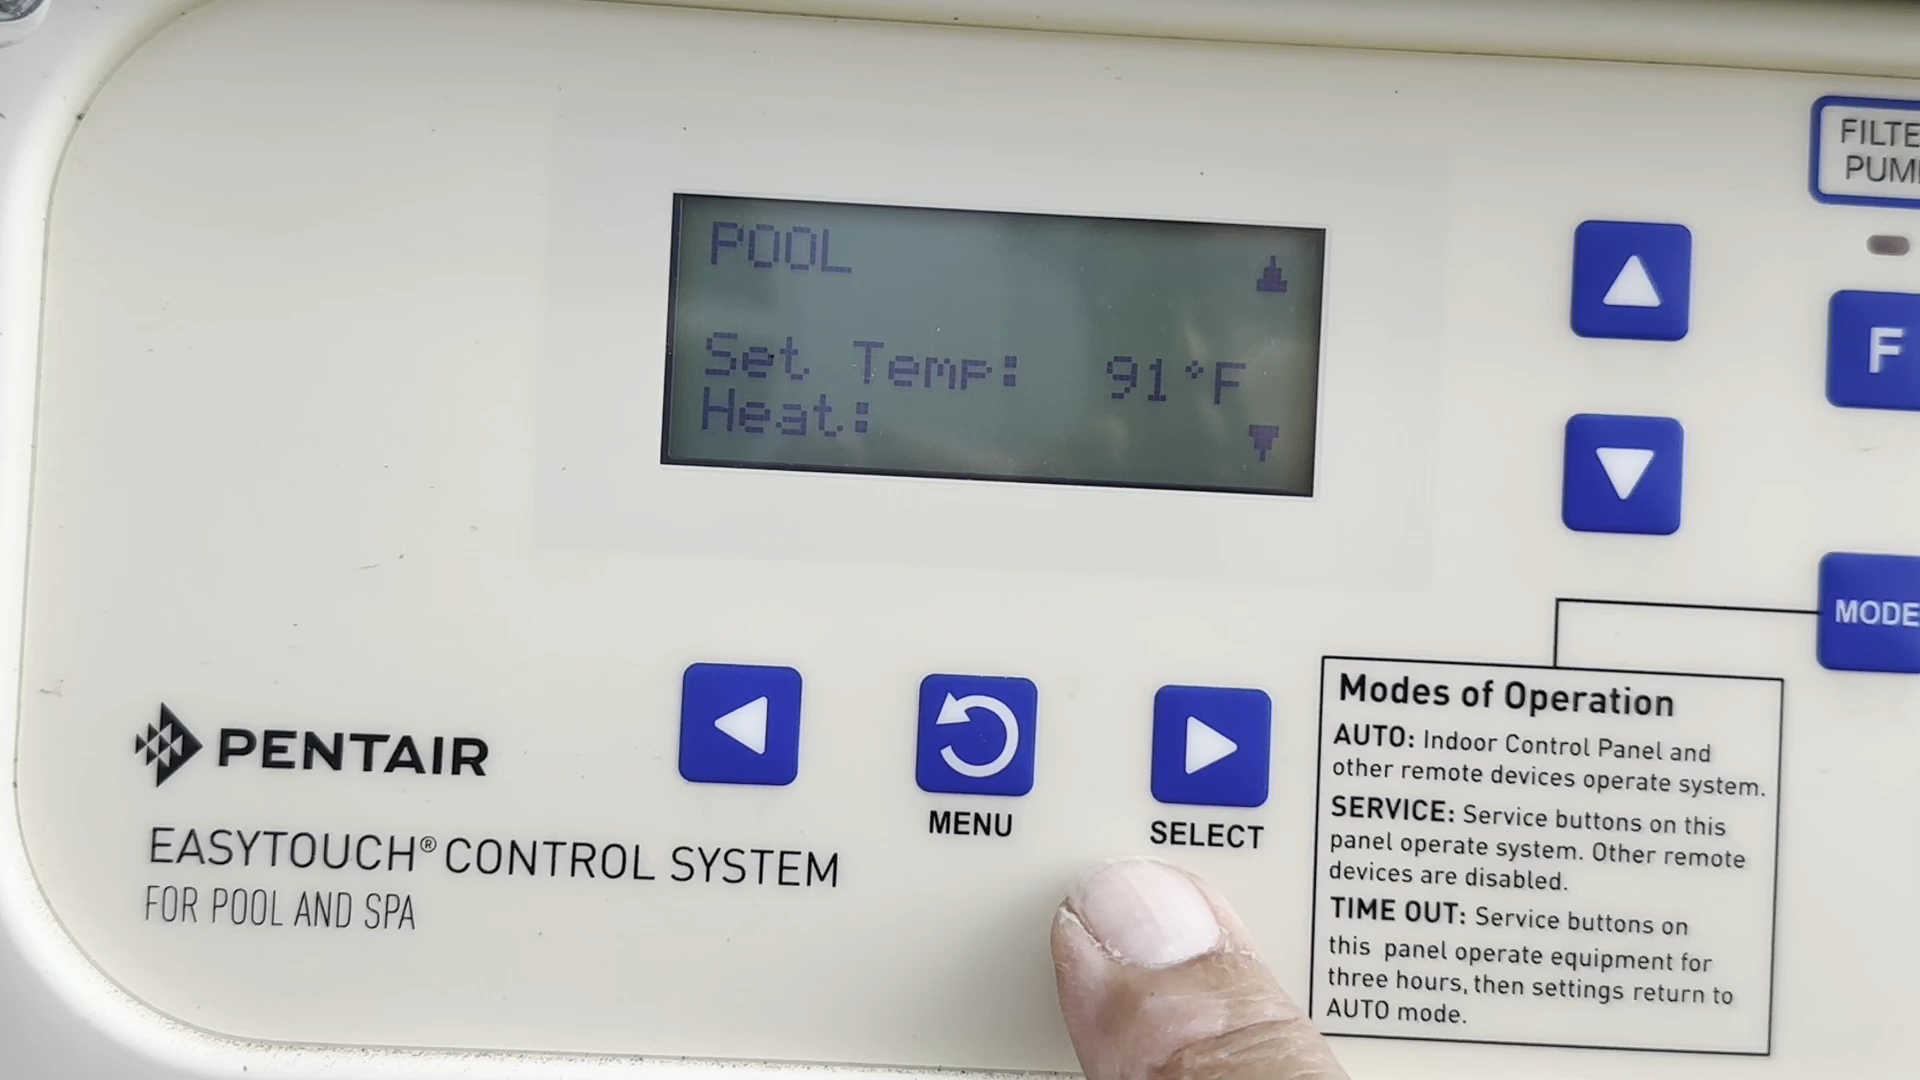 POOL
Set Temp: 91°F
Heat:
FILTE
PUM
F
MODE
MENU
SELECT
PENTAIR
EASYTOUCH® CONTROL SYSTEM
FOR POOL AND SPA
Modes of Operation
AUTO: Indoor Control Panel and
other remote devices operate system.
SERVICE: Service buttons on this
panel operate system. Other remote
devices are disabled.
TIME OUT: Service buttons on
this panel operate equipment for
three hours, then settings return to
AUTO mode.